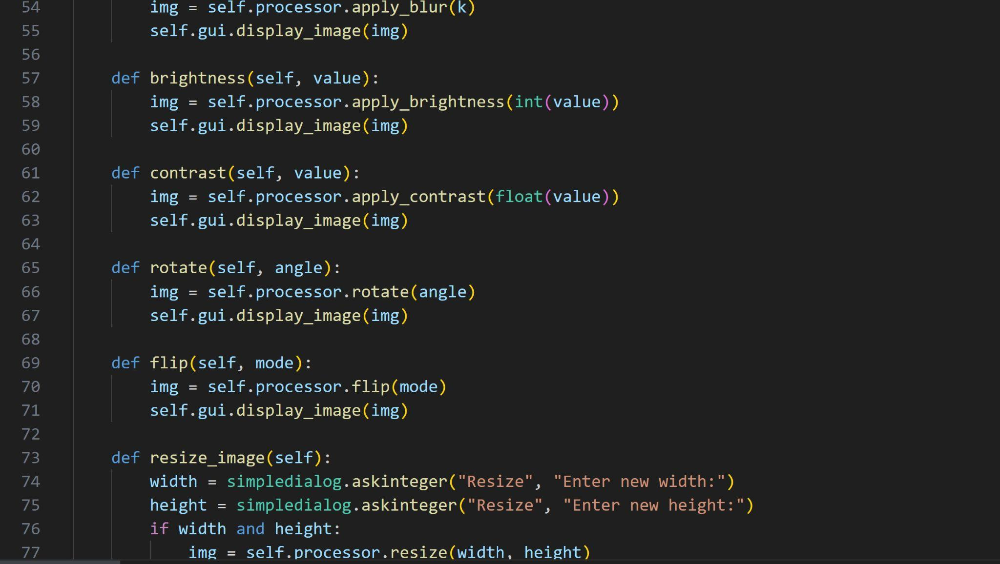 54 img = self.processor.apply_blur(k)
55 self.gui.display_image(img)
56
57 def brightness(self, value):
58 img = self.processor.apply_brightness(int(value))
59 self.gui.display_image(img)
60
61 def contrast(self, value):
62 img = self.processor.apply_contrast(float(value))
63 self.gui.display_image(img)
64
65 def rotate(self, angle):
66 img = self.processor.rotate(angle)
67 self.gui.display_image(img)
68
69 def flip(self, mode):
70 img = self.processor.flip(mode)
71 self.gui.display_image(img)
72
73 def resize_image(self):
74 width = simpledialog.askinteger("Resize", "Enter new width:")
75 height = simpledialog.askinteger("Resize", "Enter new height:")
76 if width and height:
77 img = self.processor.resize(width, height)